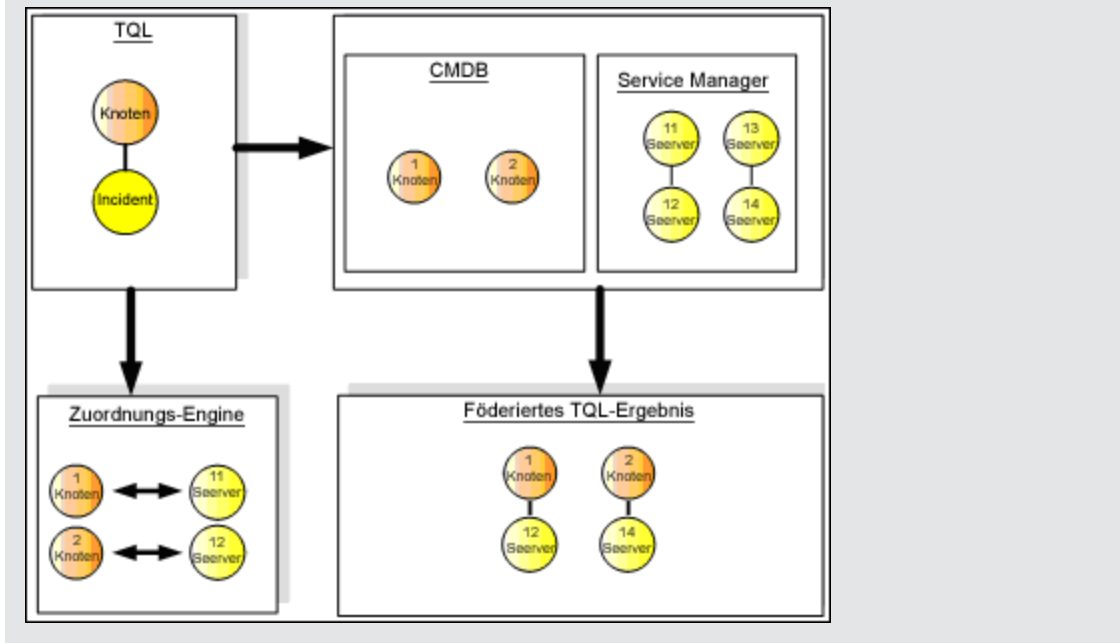 TQL
Knoten
Incident
CMDB
1
Knoten
2
Knoten
Service Manager
11
Seerver
13
Seerver
12
Seerver
14
Seerver
Zuordnungs-Engine
1
Knoten
11
Seerver
2
Knoten
12
Seerver
Föderiertes TQL-Ergebnis
1
Knoten
2
Knoten
12
Seerver
14
Seerver